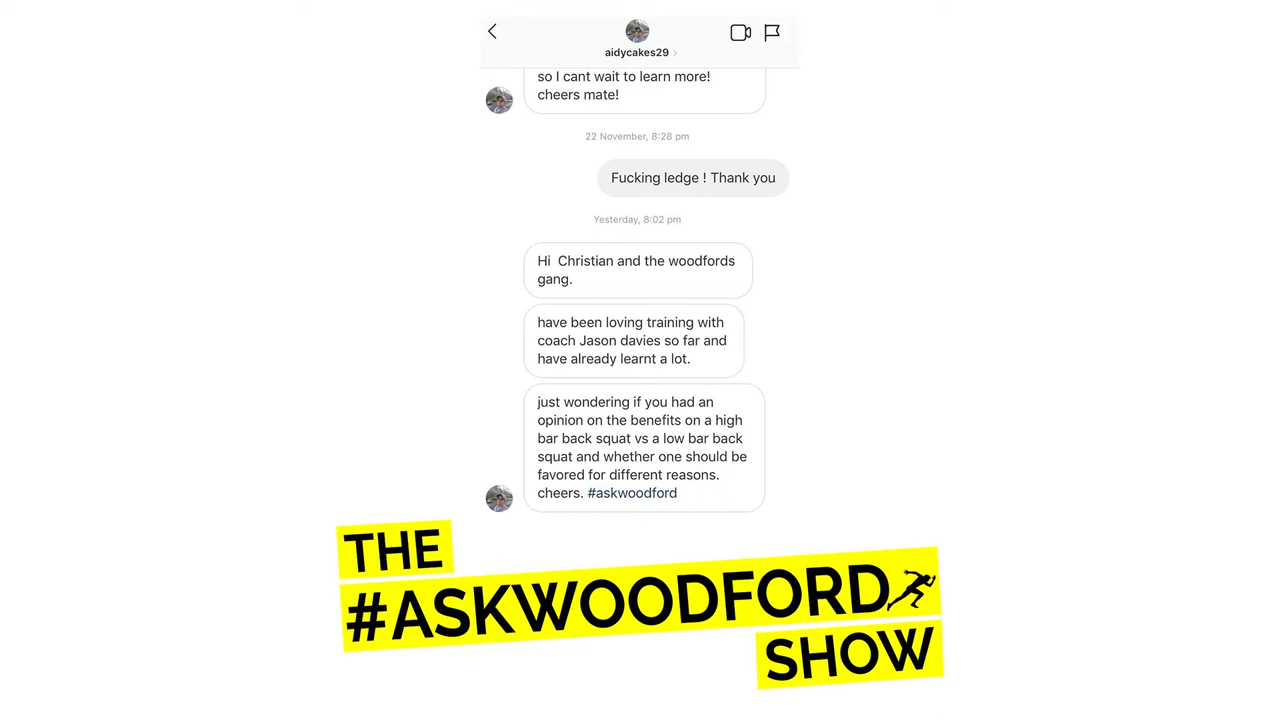 aidycakes29
so I cant wait to learn more!
cheers mate!
22 November, 8:28 pm
Fucking ledge ! Thank you
Yesterday, 8:02 pm
Hi  Christian and the woodfords
gang.
have been loving training with
coach Jason davies so far and
have already learnt a lot.
just wondering if you had an
opinion on the benefits on a high
bar back squat vs a low bar back
squat and whether one should be
favored for different reasons.
cheers. #askwoodford
THE
#ASKWOODFORD
SHOW